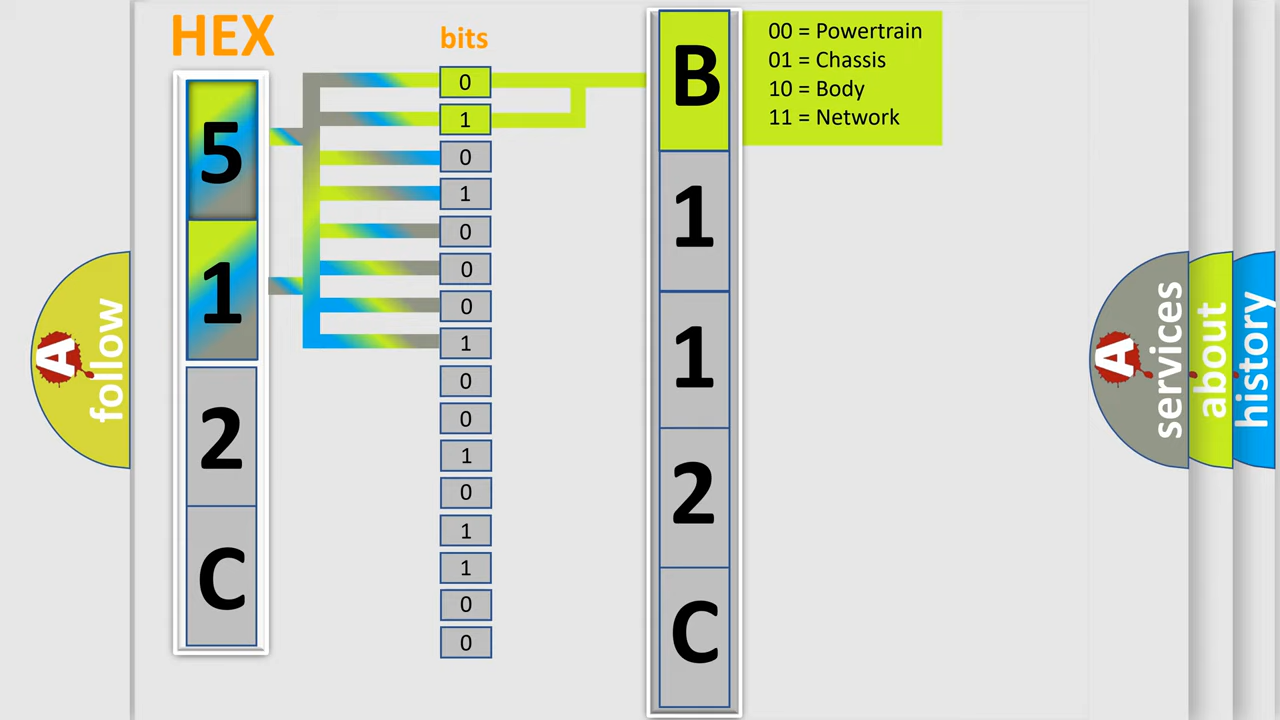 HEX
bits
5
1
2
C
0
1
0
1
0
0
0
1
0
0
1
0
1
1
0
0
B
1
1
2
C
00 = Powertrain
01 = Chassis
10 = Body
11 = Network
A
follow
A
services
about
history